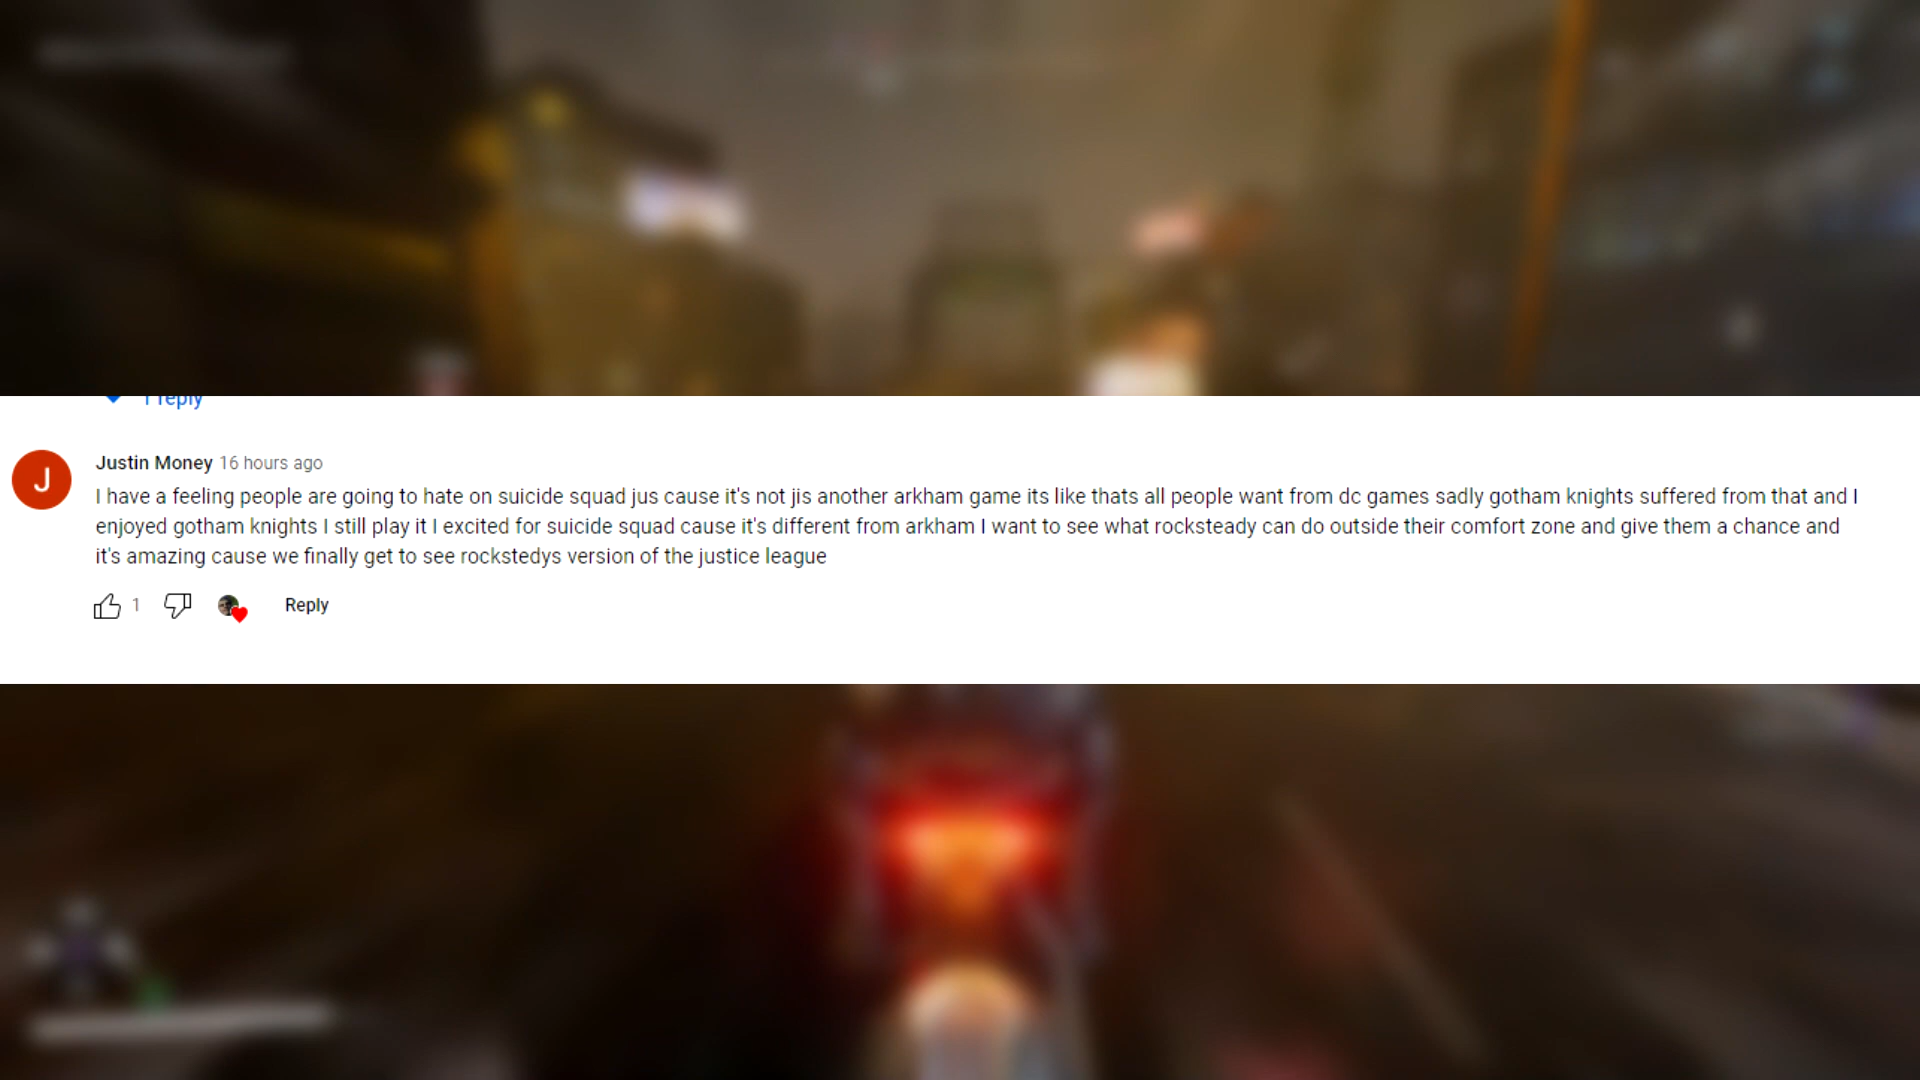 1 reply
Justin Money 16 hours ago
I have a feeling people are going to hate on suicide squad jus cause it's not jis another arkham game its like thats all people want from dc games sadly gotham knights suffered from that and I
enjoyed gotham knights I still play it I excited for suicide squad cause it's different from arkham I want to see what rocksteady can do outside their comfort zone and give them a chance and
it's amazing cause we finally get to see rockstedys version of the justice league
1 Reply
J